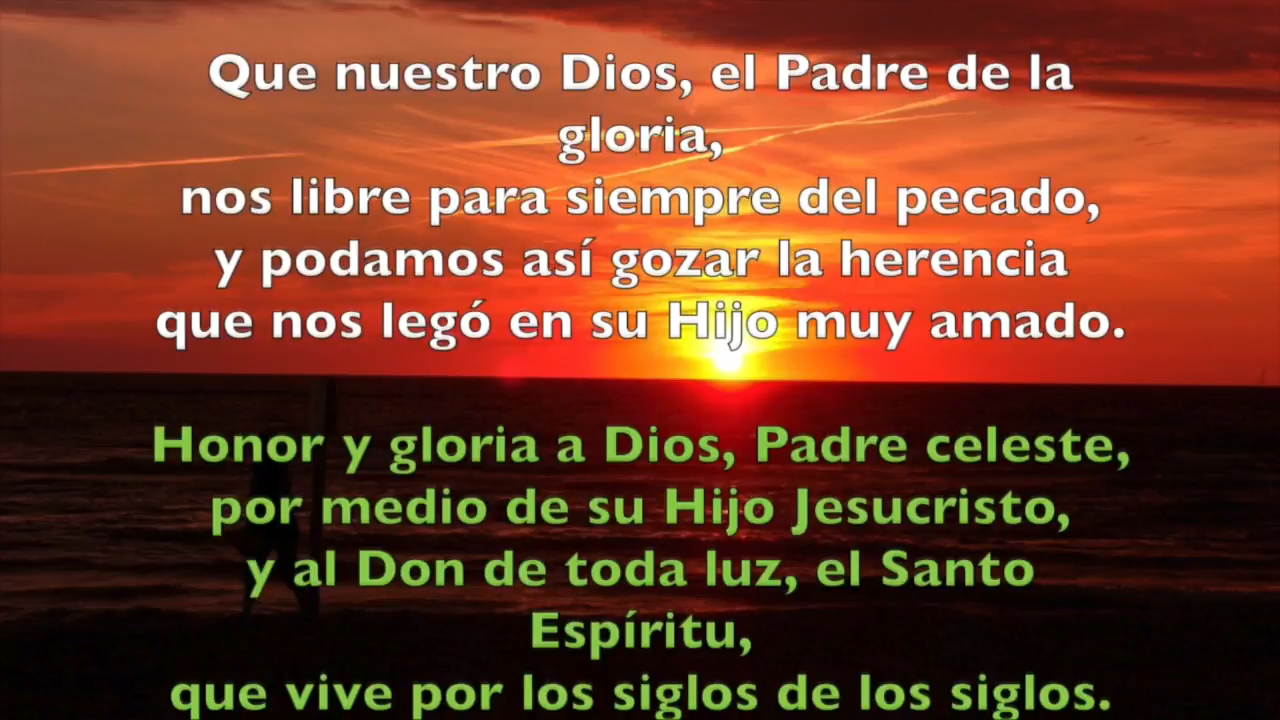 Que nuestro Dios, el Padre de la
gloria,
nos libre para siempre del pecado,
y podamos así gozar la herencia
que nos legó en su Hijo muy amado.
Honor y gloria a Dios, Padre celeste,
por medio de su Hijo Jesucristo,
y al Don de toda luz, el Santo
Espíritu,
que vive por los siglos de los siglos.